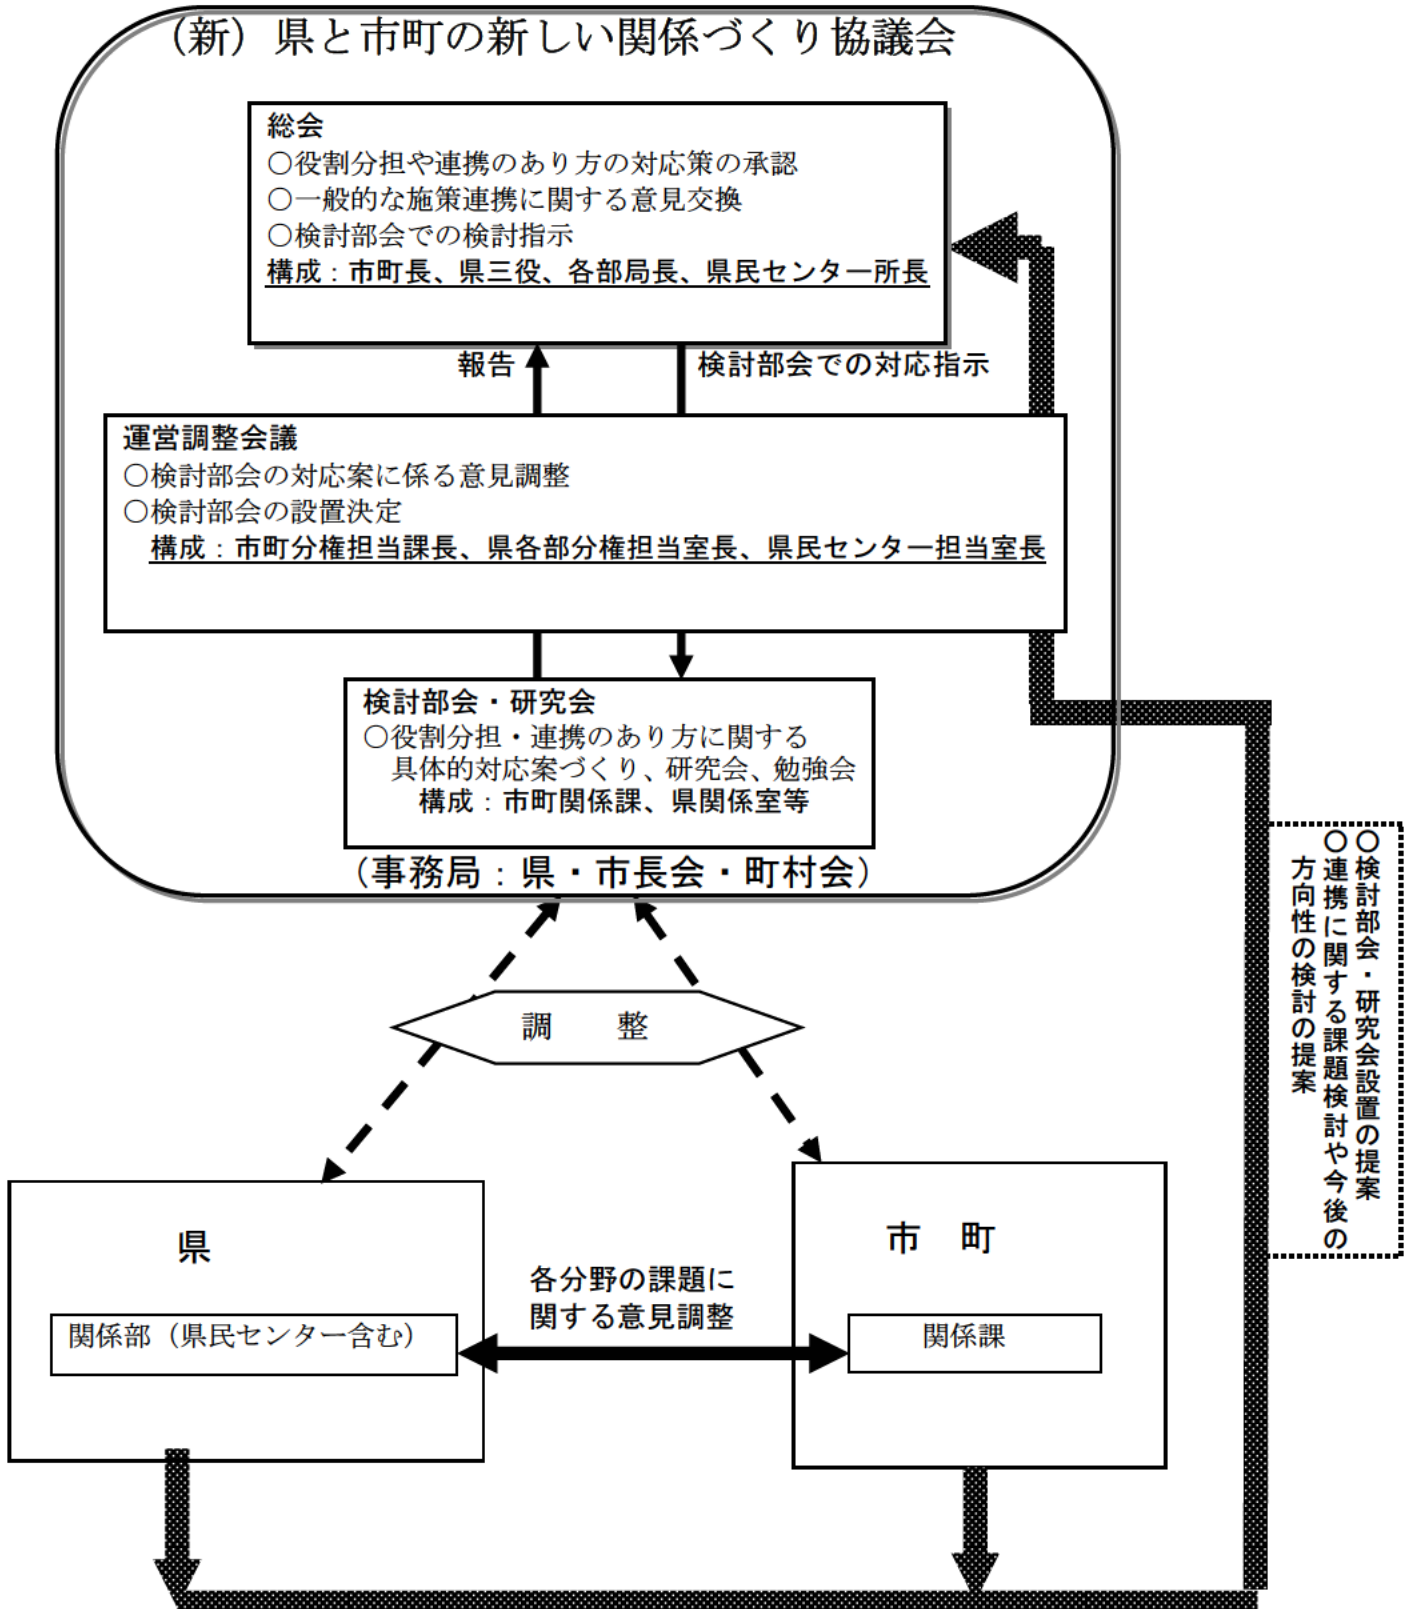 （新）県と市町の新しい関係づくり協議会
総会
○役割分担や連携のあり方の対応策の承認
○一般的な施策連携に関する意見交換
○検討部会での検討指示
構成：市町長、県三役、各部局長、県民センター所長
報告
検討部会での対応指示
運営調整会議
○検討部会の対応案に係る意見調整
○検討部会の設置決定
構成：市町分権担当課長、県各部分権担当室長、県民センター担当室長
検討部会・研究会
○役割分担・連携のあり方に関する
具体的対応案づくり、研究会、勉強会
構成：市町関係課、県関係室等
（事務局：県・市長会・町村会）
○検討部会・研究会設置の提案
○連携に関する課題検討や今後の
方向性の検討の提案
調　整
県
関係部（県民センター含む）
各分野の課題に
関する意見調整
市　町
関係課